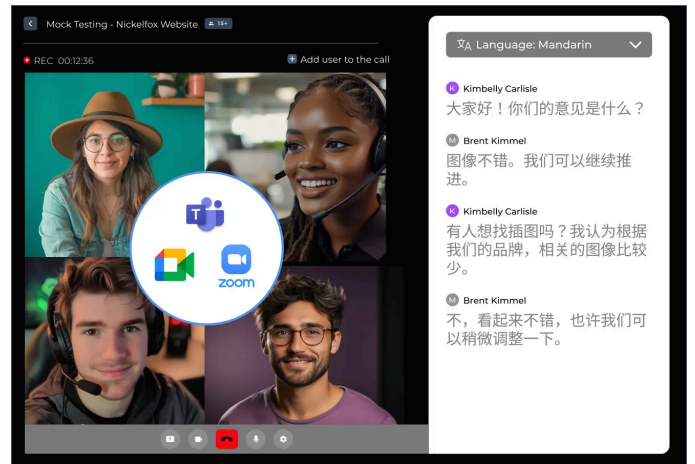 Mock Testing - Nickelfox Website 15+
REC 00:12:36
Add user to the call
T
zoom
文A Language: Mandarin
K Kimbelly Carlisle
大家好！你们的意见是什么？
M Brent Kimmel
图像不错。我们可以继续推
进。
K Kimbelly Carlisle
有人想找插图吗？我认为根据
我们的品牌，相关的图像比较
少。
M Brent Kimmel
不，看起来不错，也许我们可
以稍微调整一下。